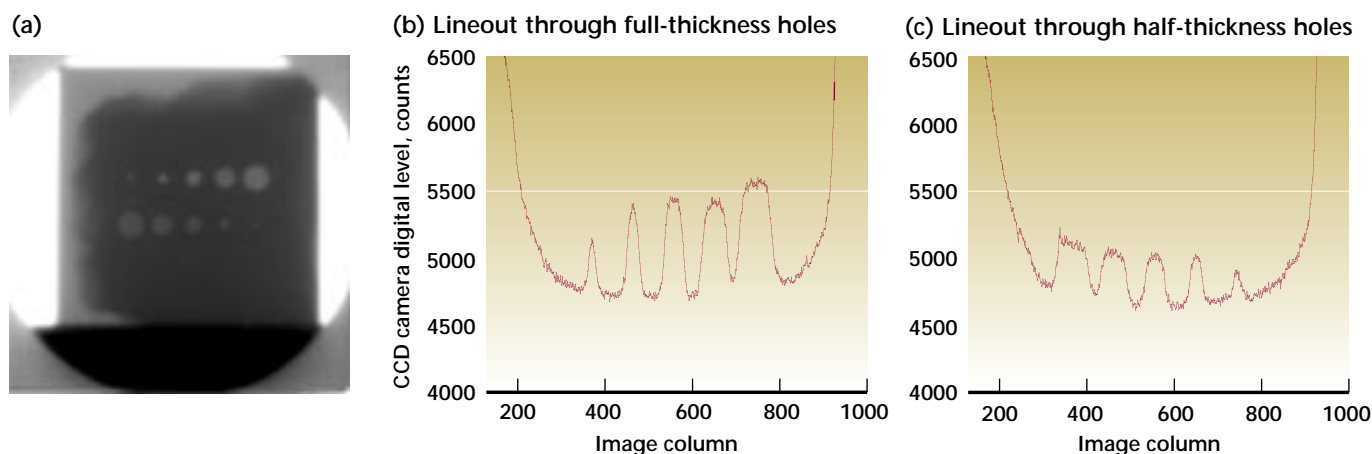 (a)
(b) Lineout through full-thickness holes
CCD camera digital level, counts
6500
6000
5500
5000
4500
4000
200 400 600 800 1000
Image column
(c) Lineout through half-thickness holes
6500
6000
5500
5000
4500
4000
200 400 600 800 1000
Image column